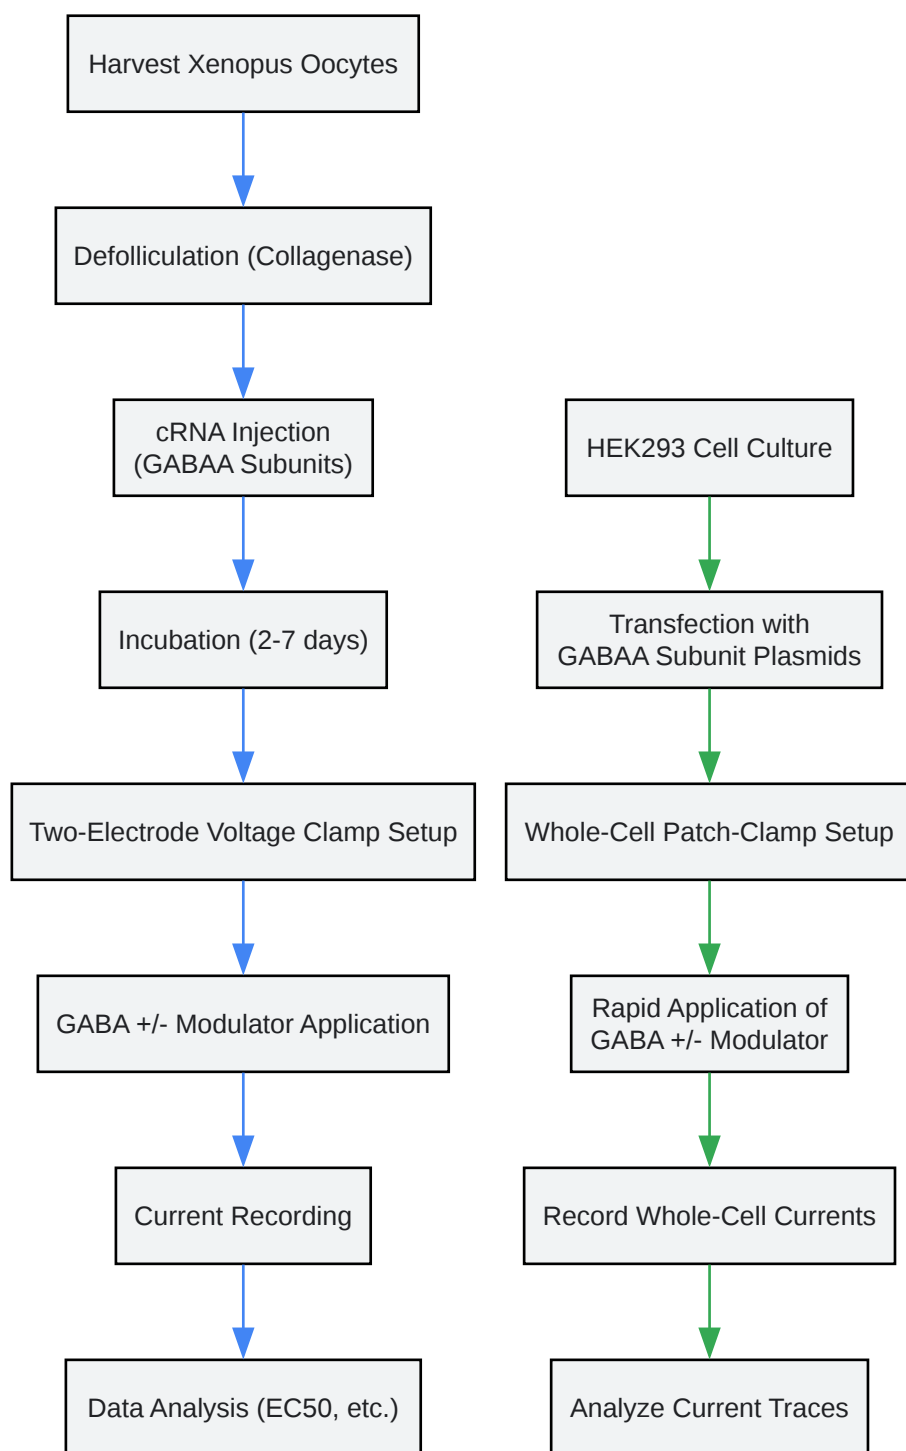 Harvest Xenopus Oocytes
Defolliculation (Collagenase)
cRNA Injection
(GABAA Subunits)
Incubation (2-7 days)
Two-Electrode Voltage Clamp Setup
GABA +/- Modulator Application
Current Recording
Data Analysis (EC50, etc.)
HEK293 Cell Culture
Transfection with
GABAA Subunit Plasmids
Whole-Cell Patch-Clamp Setup
Rapid Application of
GABA +/- Modulator
Record Whole-Cell Currents
Analyze Current Traces